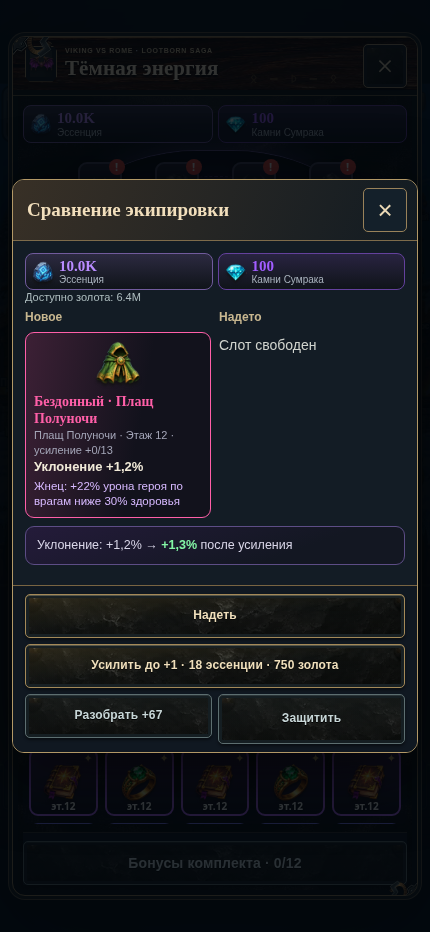 VIKING VS ROME · LOOTBORN SAGA
Тёмная энергия
10.0K
Эссенция
100
Камни Сумрака
! ! ! !
Сравнение экипировки
10.0K
Эссенция
100
Камни Сумрака
Доступно золота: 6.4M
Новое
Надето
Слот свободен
Бездонный · Плащ
Полуночи
Плащ Полуночи · Этаж 12 ·
усиление +0/13
Уклонение +1,2%
Жнец: +22% урона героя по
врагам ниже 30% здоровья
Уклонение: +1,2% → +1,3% после усиления
Надеть
Усилить до +1 · 18 эссенции · 750 золота
Разобрать +67
Защитить
эт.12 эт.12 эт.12 эт.12 эт.12
Бонусы комплекта · 0/12